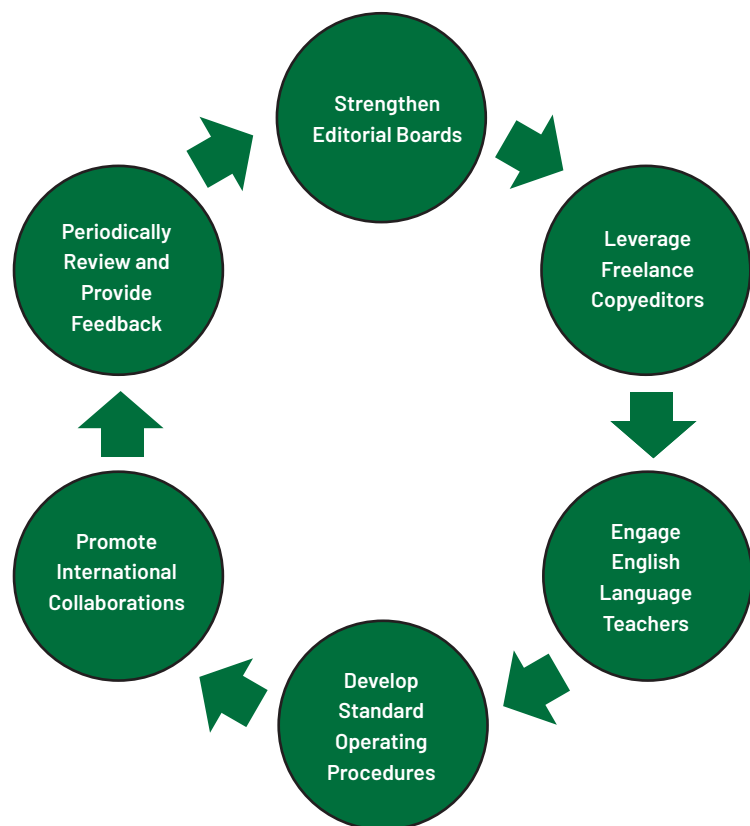 Strengthen
Editorial Boards
Leverage
Freelance
Copyeditors
Engage
English
Language
Teachers
Develop
Standard
Operating
Procedures
Promote
International
Collaborations
Periodically
Review and
Provide
Feedback